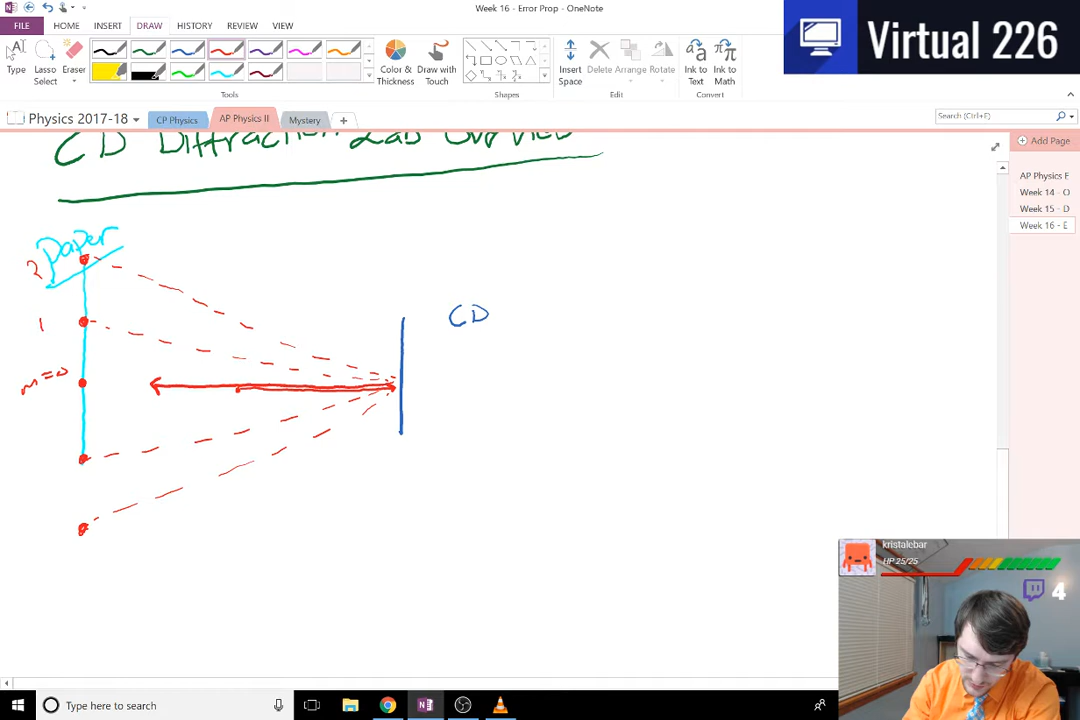 Week 16 - Error Prop - OneNote
Virtual 226
FILE HOME INSERT DRAW HISTORY REVIEW VIEW
Type Lasso Select Eraser Color & Thickness Draw with Touch Insert Space Delete Arrange Rotate Ink to Text Ink to Math
Tools Shapes Edit Convert
Physics 2017-18 CP Physics AP Physics II Mystery Search (Ctrl+E)
Add Page
AP Physics E
Week 14 - O
Week 15 - D
Week 16 - E
CD Diffraction Lab Overview
Paper
2
1
CD
m=0
kristalebar
HP 25/25
4
Type here to search